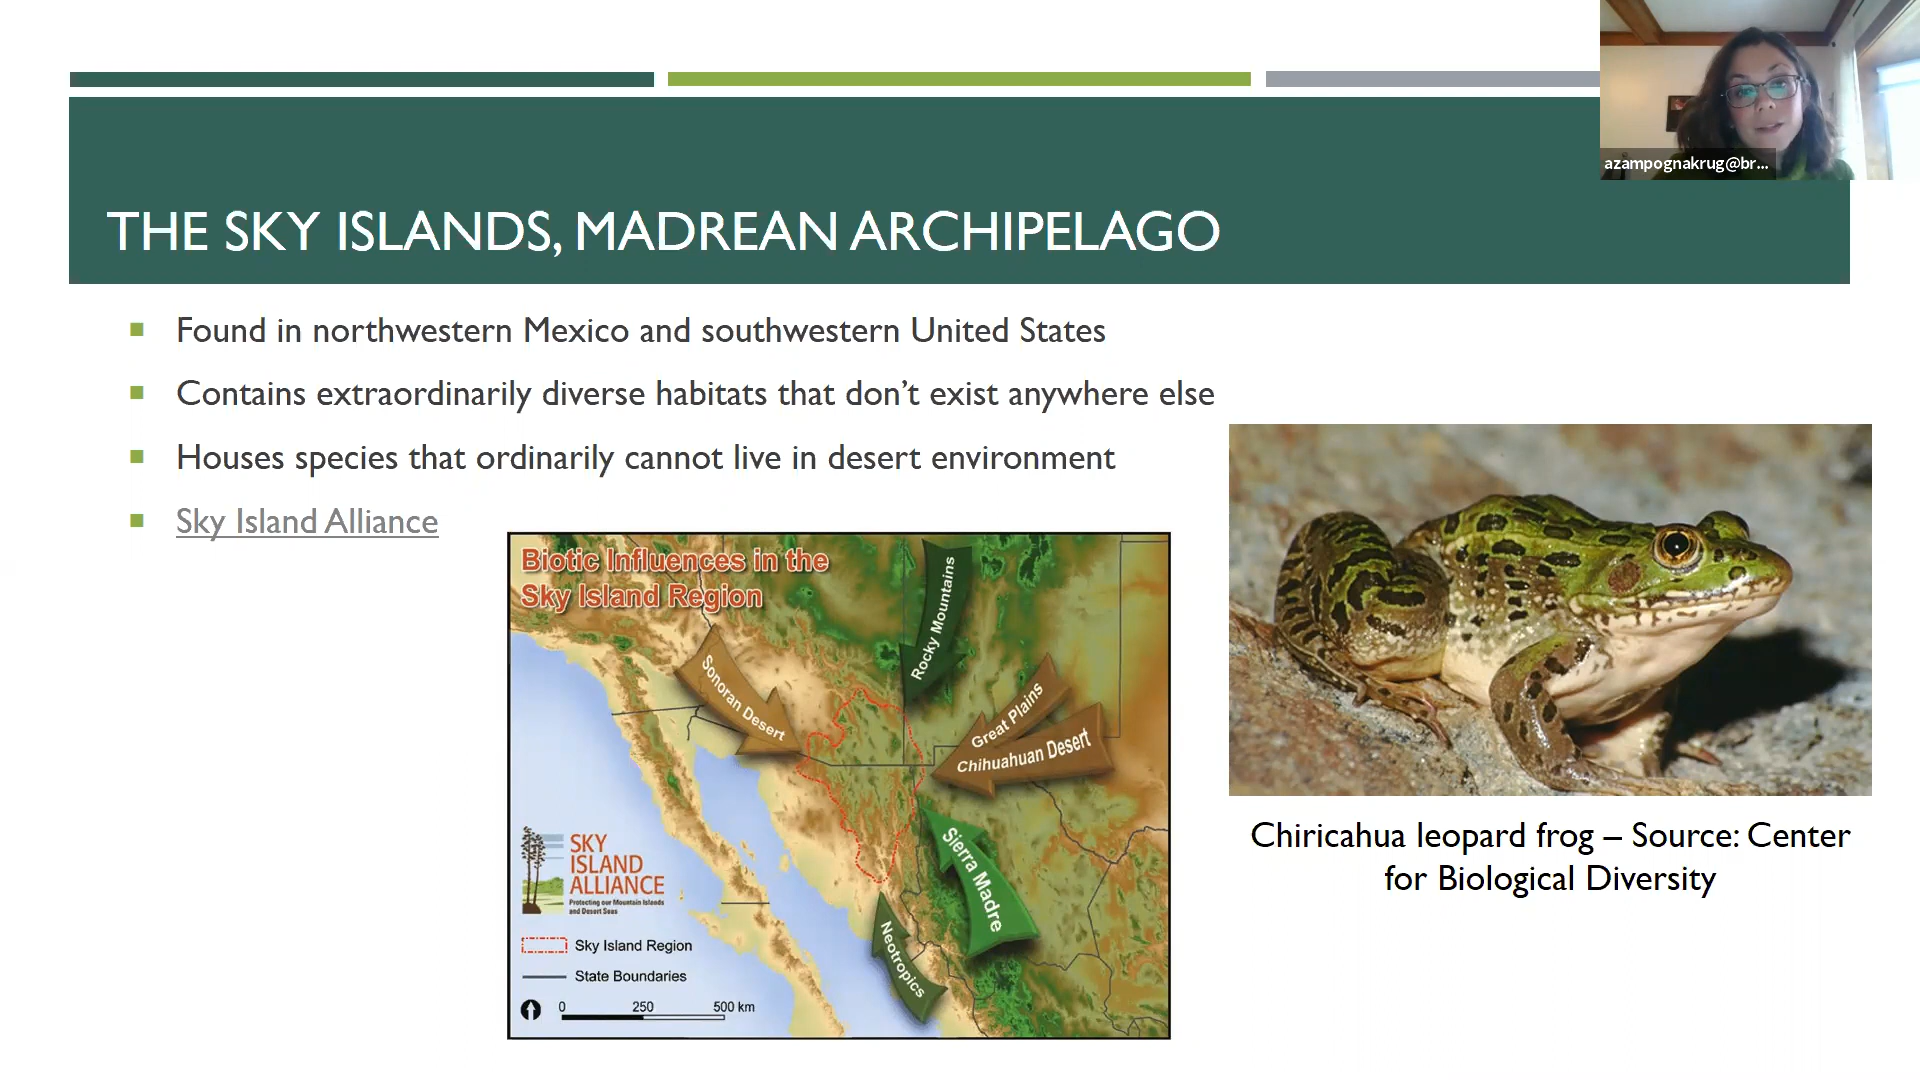 azampognakrug@br...
THE SKY ISLANDS, MADREAN ARCHIPELAGO
Found in northwestern Mexico and southwestern United States
Contains extraordinarily diverse habitats that don’t exist anywhere else
Houses species that ordinarily cannot live in desert environment
Sky Island Alliance
Biotic Influences in the
Sky Island Region
Rocky Mountains
Sonoran Desert
Great Plains
Chihuahuan Desert
Sierra Madre
Neotropics
SKY
ISLAND
ALLIANCE
Protecting our Mountain Islands
and Desert Seas
Sky Island Region
State Boundaries
0 250 500 km
Chiricahua leopard frog – Source: Center
for Biological Diversity